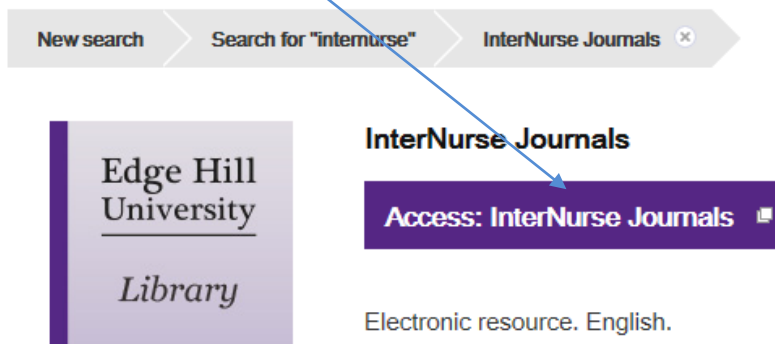 New search Search for "internurse" InterNurse Journals
InterNurse Journals
Edge Hill
University
Library
Access: InterNurse Journals
Electronic resource. English.